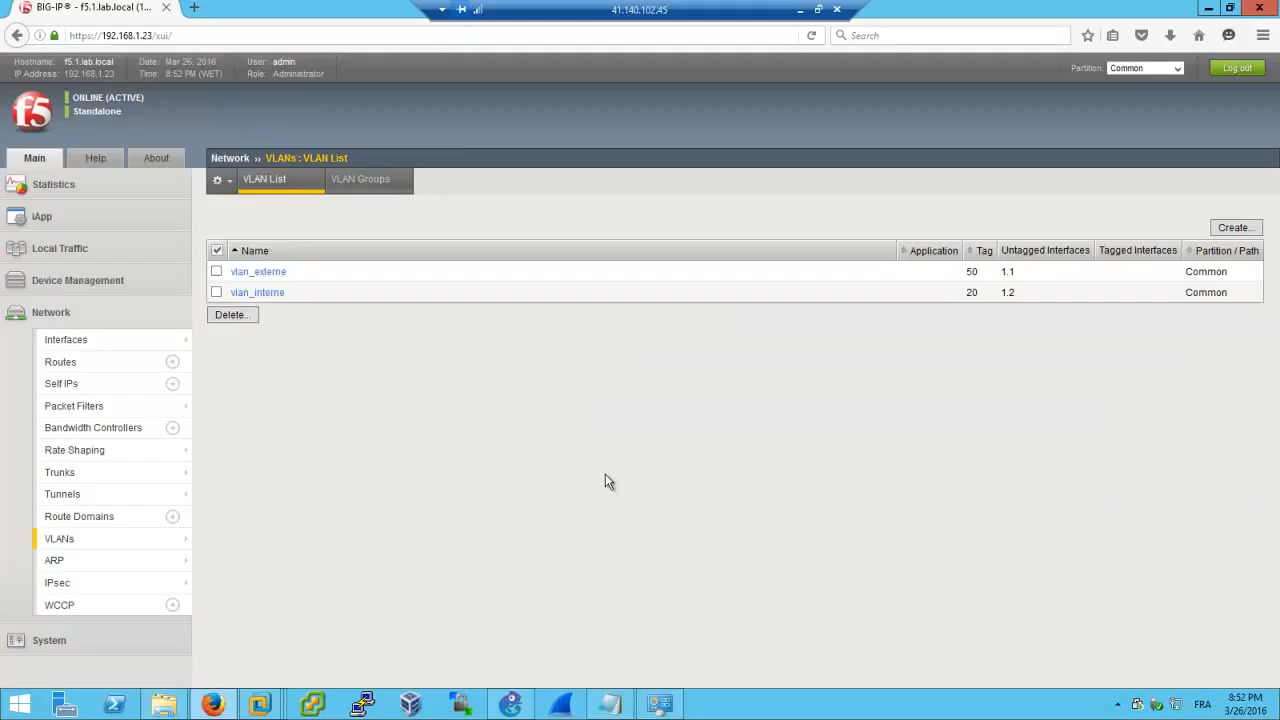 BIG-IP® - f5.1.lab.local (1...
41.140.102.45
https://192.168.1.23/xui/
Search
Hostname: f5.1.lab.local
Date: Mar 26, 2016
User: admin
IP Address: 192.168.1.23
Time: 8:52 PM (WET)
Role: Administrator
Partition: Common
Log out
f5
ONLINE (ACTIVE)
Standalone
Main
Help
About
Network ›› VLANs : VLAN List
Statistics
iApp
Local Traffic
Device Management
Network
Interfaces
Routes
Self IPs
Packet Filters
Bandwidth Controllers
Rate Shaping
Trunks
Tunnels
Route Domains
VLANs
ARP
IPsec
WCCP
System
VLAN List
VLAN Groups
Create...
Name Application Tag Untagged Interfaces Tagged Interfaces Partition / Path
vlan_externe 50 1.1 Common
vlan_interne 20 1.2 Common
Delete...
FRA
8:52 PM
3/26/2016